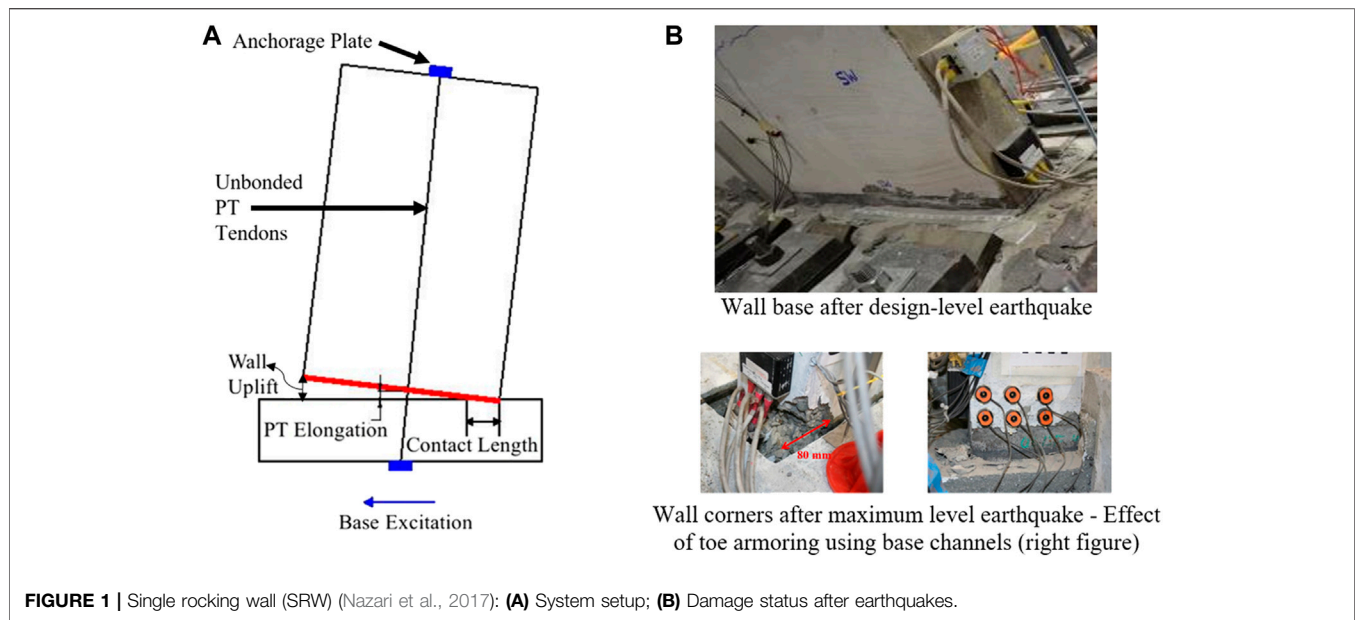 A
Anchorage Plate
Unbonded
PT
Tendons
Wall
Uplift
PT Elongation
Contact Length
Base Excitation
B
SW
Wall base after design-level earthquake
80 mm
Wall corners after maximum level earthquake - Effect
of toe armoring using base channels (right figure)
FIGURE 1 | Single rocking wall (SRW) (Nazari et al., 2017): (A) System setup; (B) Damage status after earthquakes.